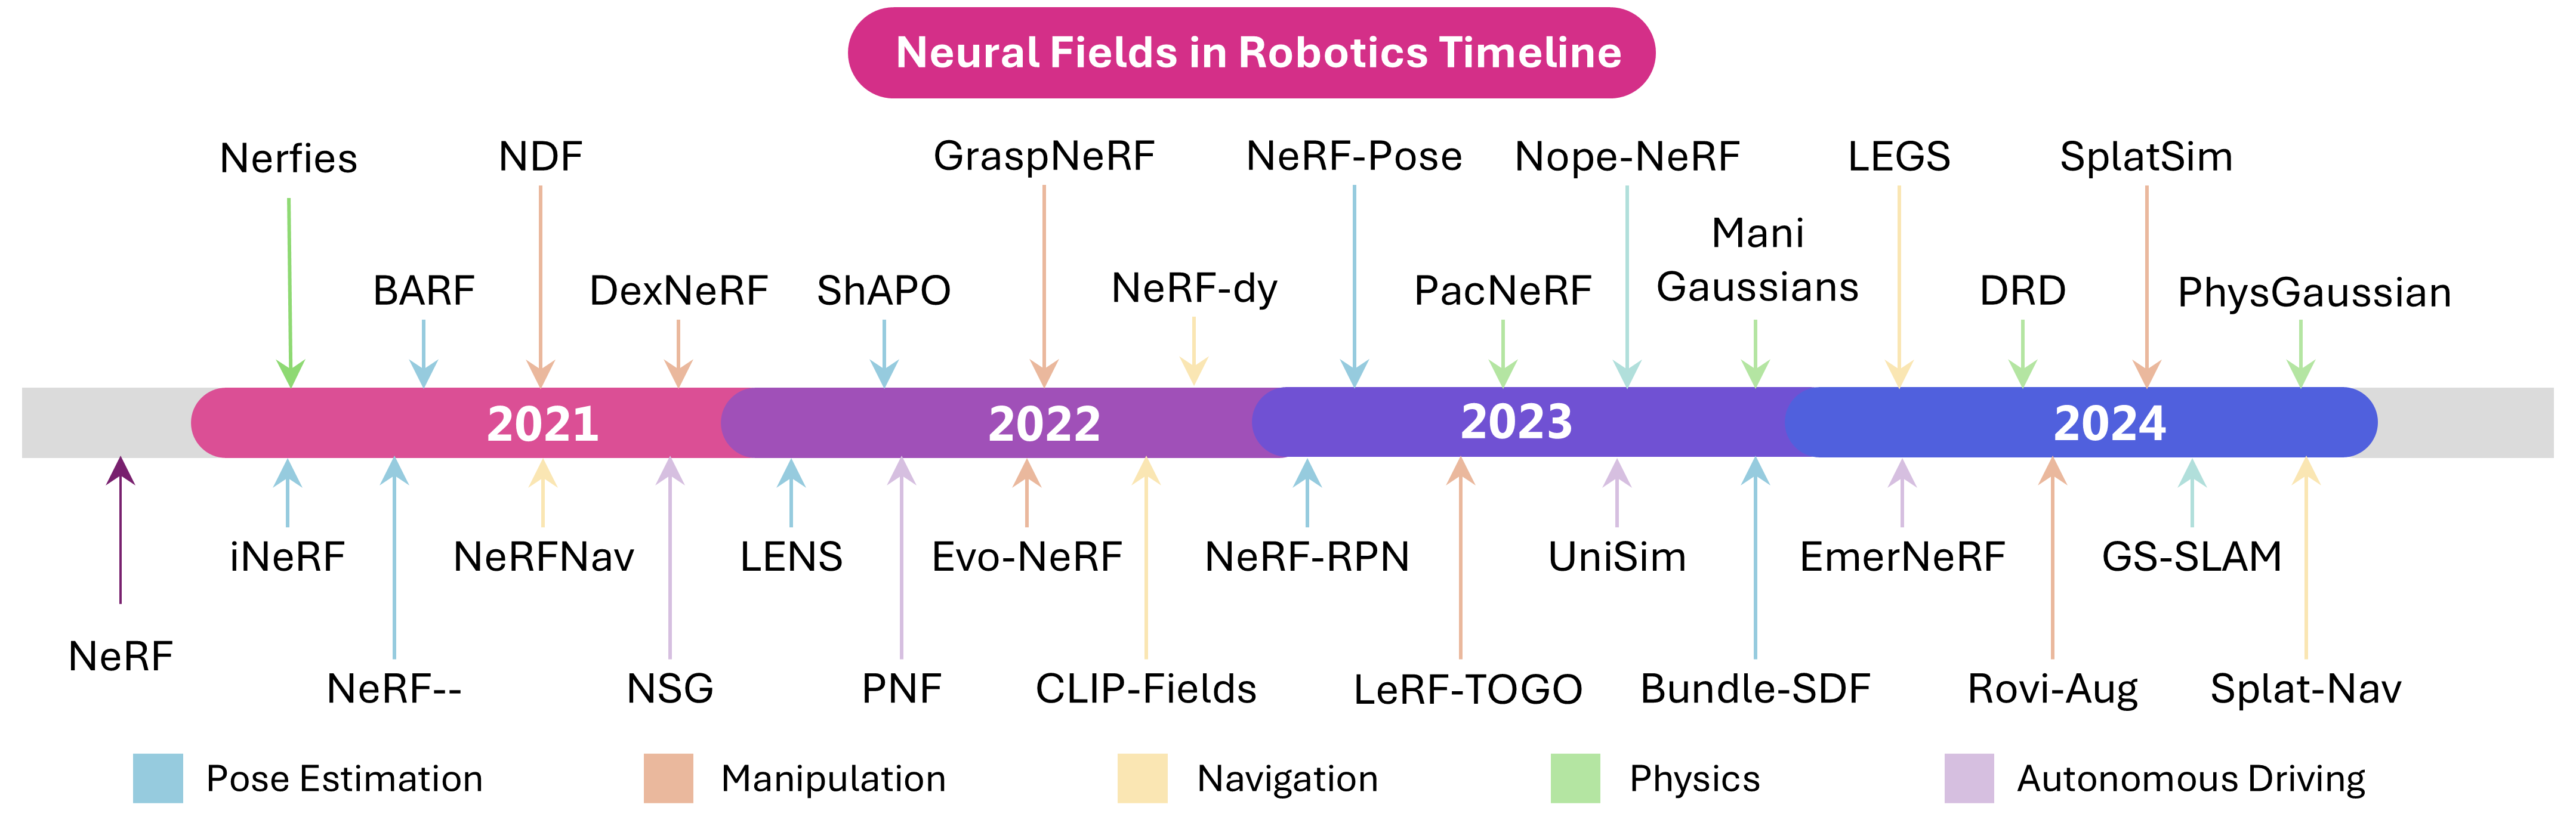 Neural Fields in Robotics Timeline
Nerfies
NDF
GraspNeRF
NeRF-Pose
Nope-NeRF
LEGS
SplatSim
BARF
DexNeRF
ShAPO
NeRF-dy
PacNeRF
Mani
Gaussians
DRD
PhysGaussian
2021
2022
2023
2024
iNeRF
NeRFNav
LENS
Evo-NeRF
NeRF-RPN
UniSim
EmerNeRF
GS-SLAM
NeRF
NeRF--
NSG
PNF
CLIP-Fields
LeRF-TOGO
Bundle-SDF
Rovi-Aug
Splat-Nav
Pose Estimation
Manipulation
Navigation
Physics
Autonomous Driving